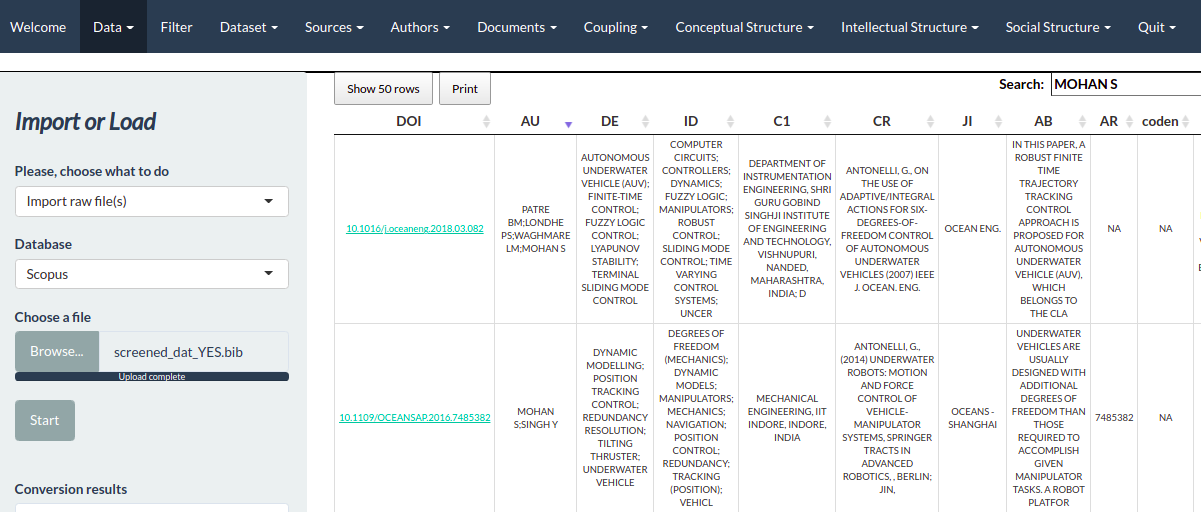 Welcome Data Filter Dataset Sources Authors Documents Coupling Conceptual Structure Intellectual Structure Social Structure Quit
Import or Load
Please, choose what to do
Import raw file(s)
Database
Scopus
Choose a file
Browse... screened_dat_YES.bib
Upload complete
Start
Conversion results
Show 50 rows Print
Search: MOHAN S
DOI AU DE ID C1 CR JI AB AR coden
10.1016/j.oceaneng.2018.03.082
PATRE
BM;LONDHE
PS;WAGHMARE
LM;MOHAN S
AUTONOMOUS
UNDERWATER
VEHICLE (AUV);
FINITE-TIME
CONTROL;
FUZZY LOGIC
CONTROL;
LYAPUNOV
STABILITY;
TERMINAL
SLIDING MODE
CONTROL
COMPUTER
CIRCUITS;
CONTROLLERS;
DYNAMICS;
FUZZY LOGIC;
MANIPULATORS;
ROBUST
CONTROL;
SLIDING MODE
CONTROL; TIME
VARYING
CONTROL
SYSTEMS;
UNCER
DEPARTMENT OF
INSTRUMENTATION
ENGINEERING, SHRI
GURU GOBIND
SINGHJI INSTITUTE
OF ENGINEERING
AND TECHNOLOGY,
VISHNUPURI,
NANDED,
MAHARASHTRA,
INDIA; D
ANTONELLI, G., ON
THE USE OF
ADAPTIVE/INTEGRAL
ACTIONS FOR SIX-
DEGREES-OF-
FREEDOM CONTROL
OF AUTONOMOUS
UNDERWATER
VEHICLES (2007) IEEE
J. OCEAN. ENG.
OCEAN ENG.
IN THIS PAPER, A
ROBUST FINITE
TIME
TRAJECTORY
TRACKING
CONTROL
APPROACH IS
PROPOSED FOR
AUTONOMOUS
UNDERWATER
VEHICLE (AUV),
WHICH
BELONGS TO
THE CLA
NA
NA
10.1109/OCEANSAP.2016.7485382
MOHAN
S;SINGH Y
DYNAMIC
MODELLING;
POSITION
TRACKING
CONTROL;
REDUNDANCY
RESOLUTION;
TILTING
THRUSTER;
UNDERWATER
VEHICLE
DEGREES OF
FREEDOM
(MECHANICS);
DYNAMIC
MODELS;
MANIPULATORS;
MECHANICS;
NAVIGATION;
POSITION
CONTROL;
REDUNDANCY;
TRACKING
(POSITION);
VEHICL
MECHANICAL
ENGINEERING, IIT
INDORE, INDORE,
INDIA
ANTONELLI, G.,
(2014) UNDERWATER
ROBOTS: MOTION
AND FORCE
CONTROL OF
VEHICLE-
MANIPULATOR
SYSTEMS, SPRINGER
TRACTS IN
ADVANCED
ROBOTICS, , BERLIN;
JIN,
OCEANS -
SHANGHAI
UNDERWATER
VEHICLES ARE
USUALLY
DESIGNED WITH
ADDITIONAL
DEGREES OF
FREEDOM THAN
THOSE
REQUIRED TO
ACCOMPLISH
GIVEN
MANIPULATOR
TASKS. A ROBOT
PLATFOR
7485382
NA